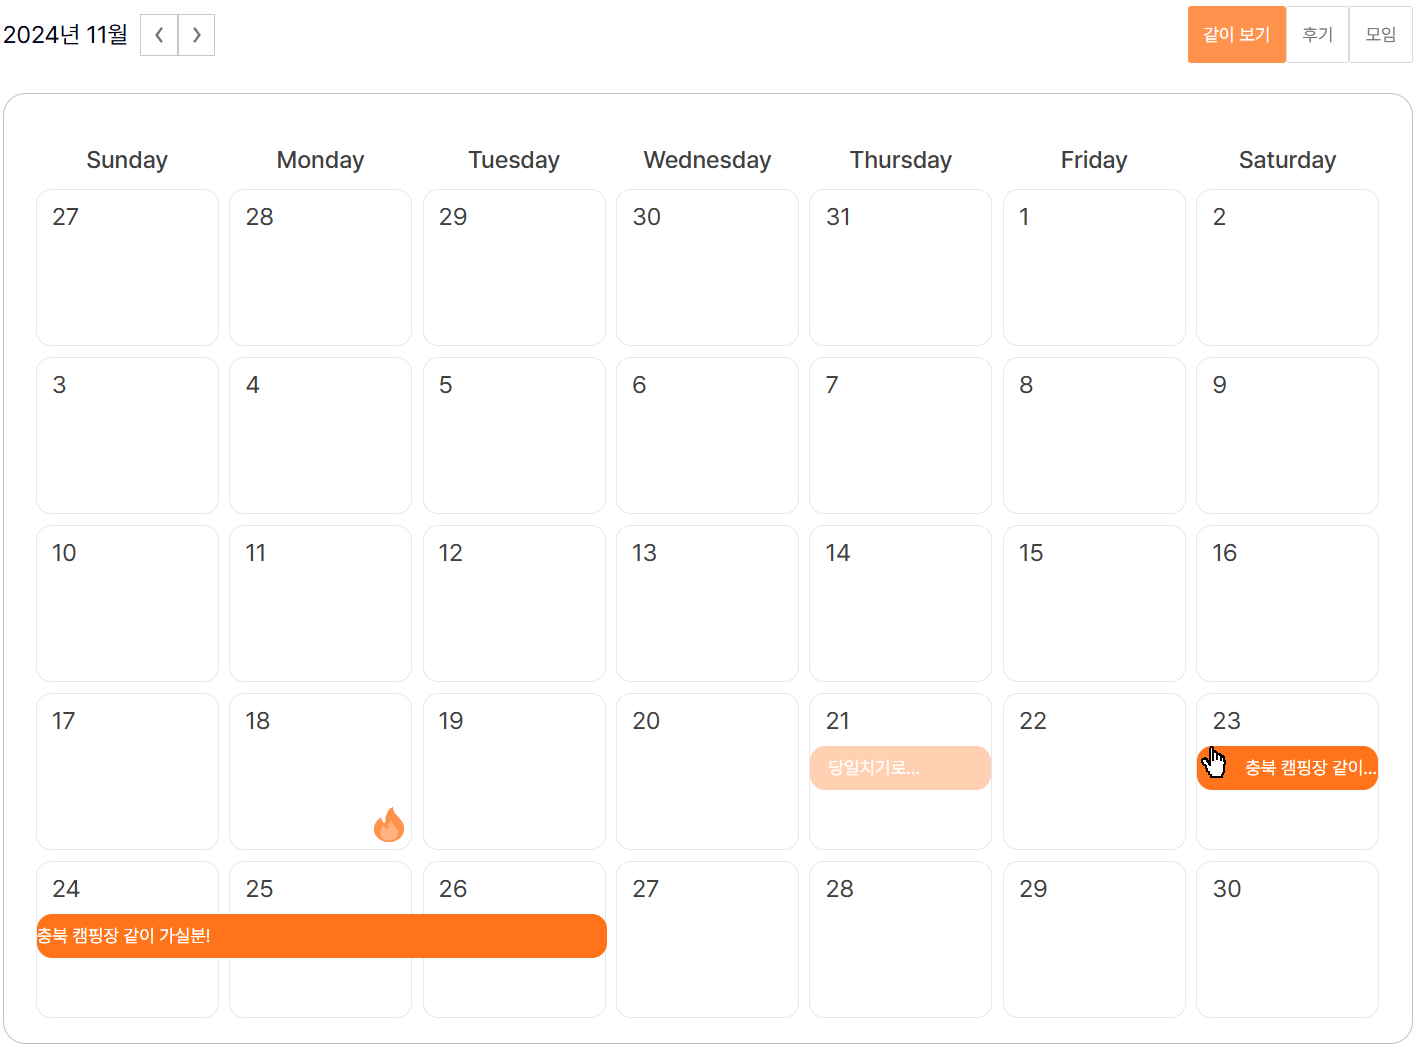 2024년 11월
같이 보기 후기 모임
Sunday Monday Tuesday Wednesday Thursday Friday Saturday
27 28 29 30 31 1 2
3 4 5 6 7 8 9
10 11 12 13 14 15 16
17 18 19 20 21 22 23
당일치기로... 충북 캠핑장 같이...
24 25 26 27 28 29 30
충북 캠핑장 같이 가실분!